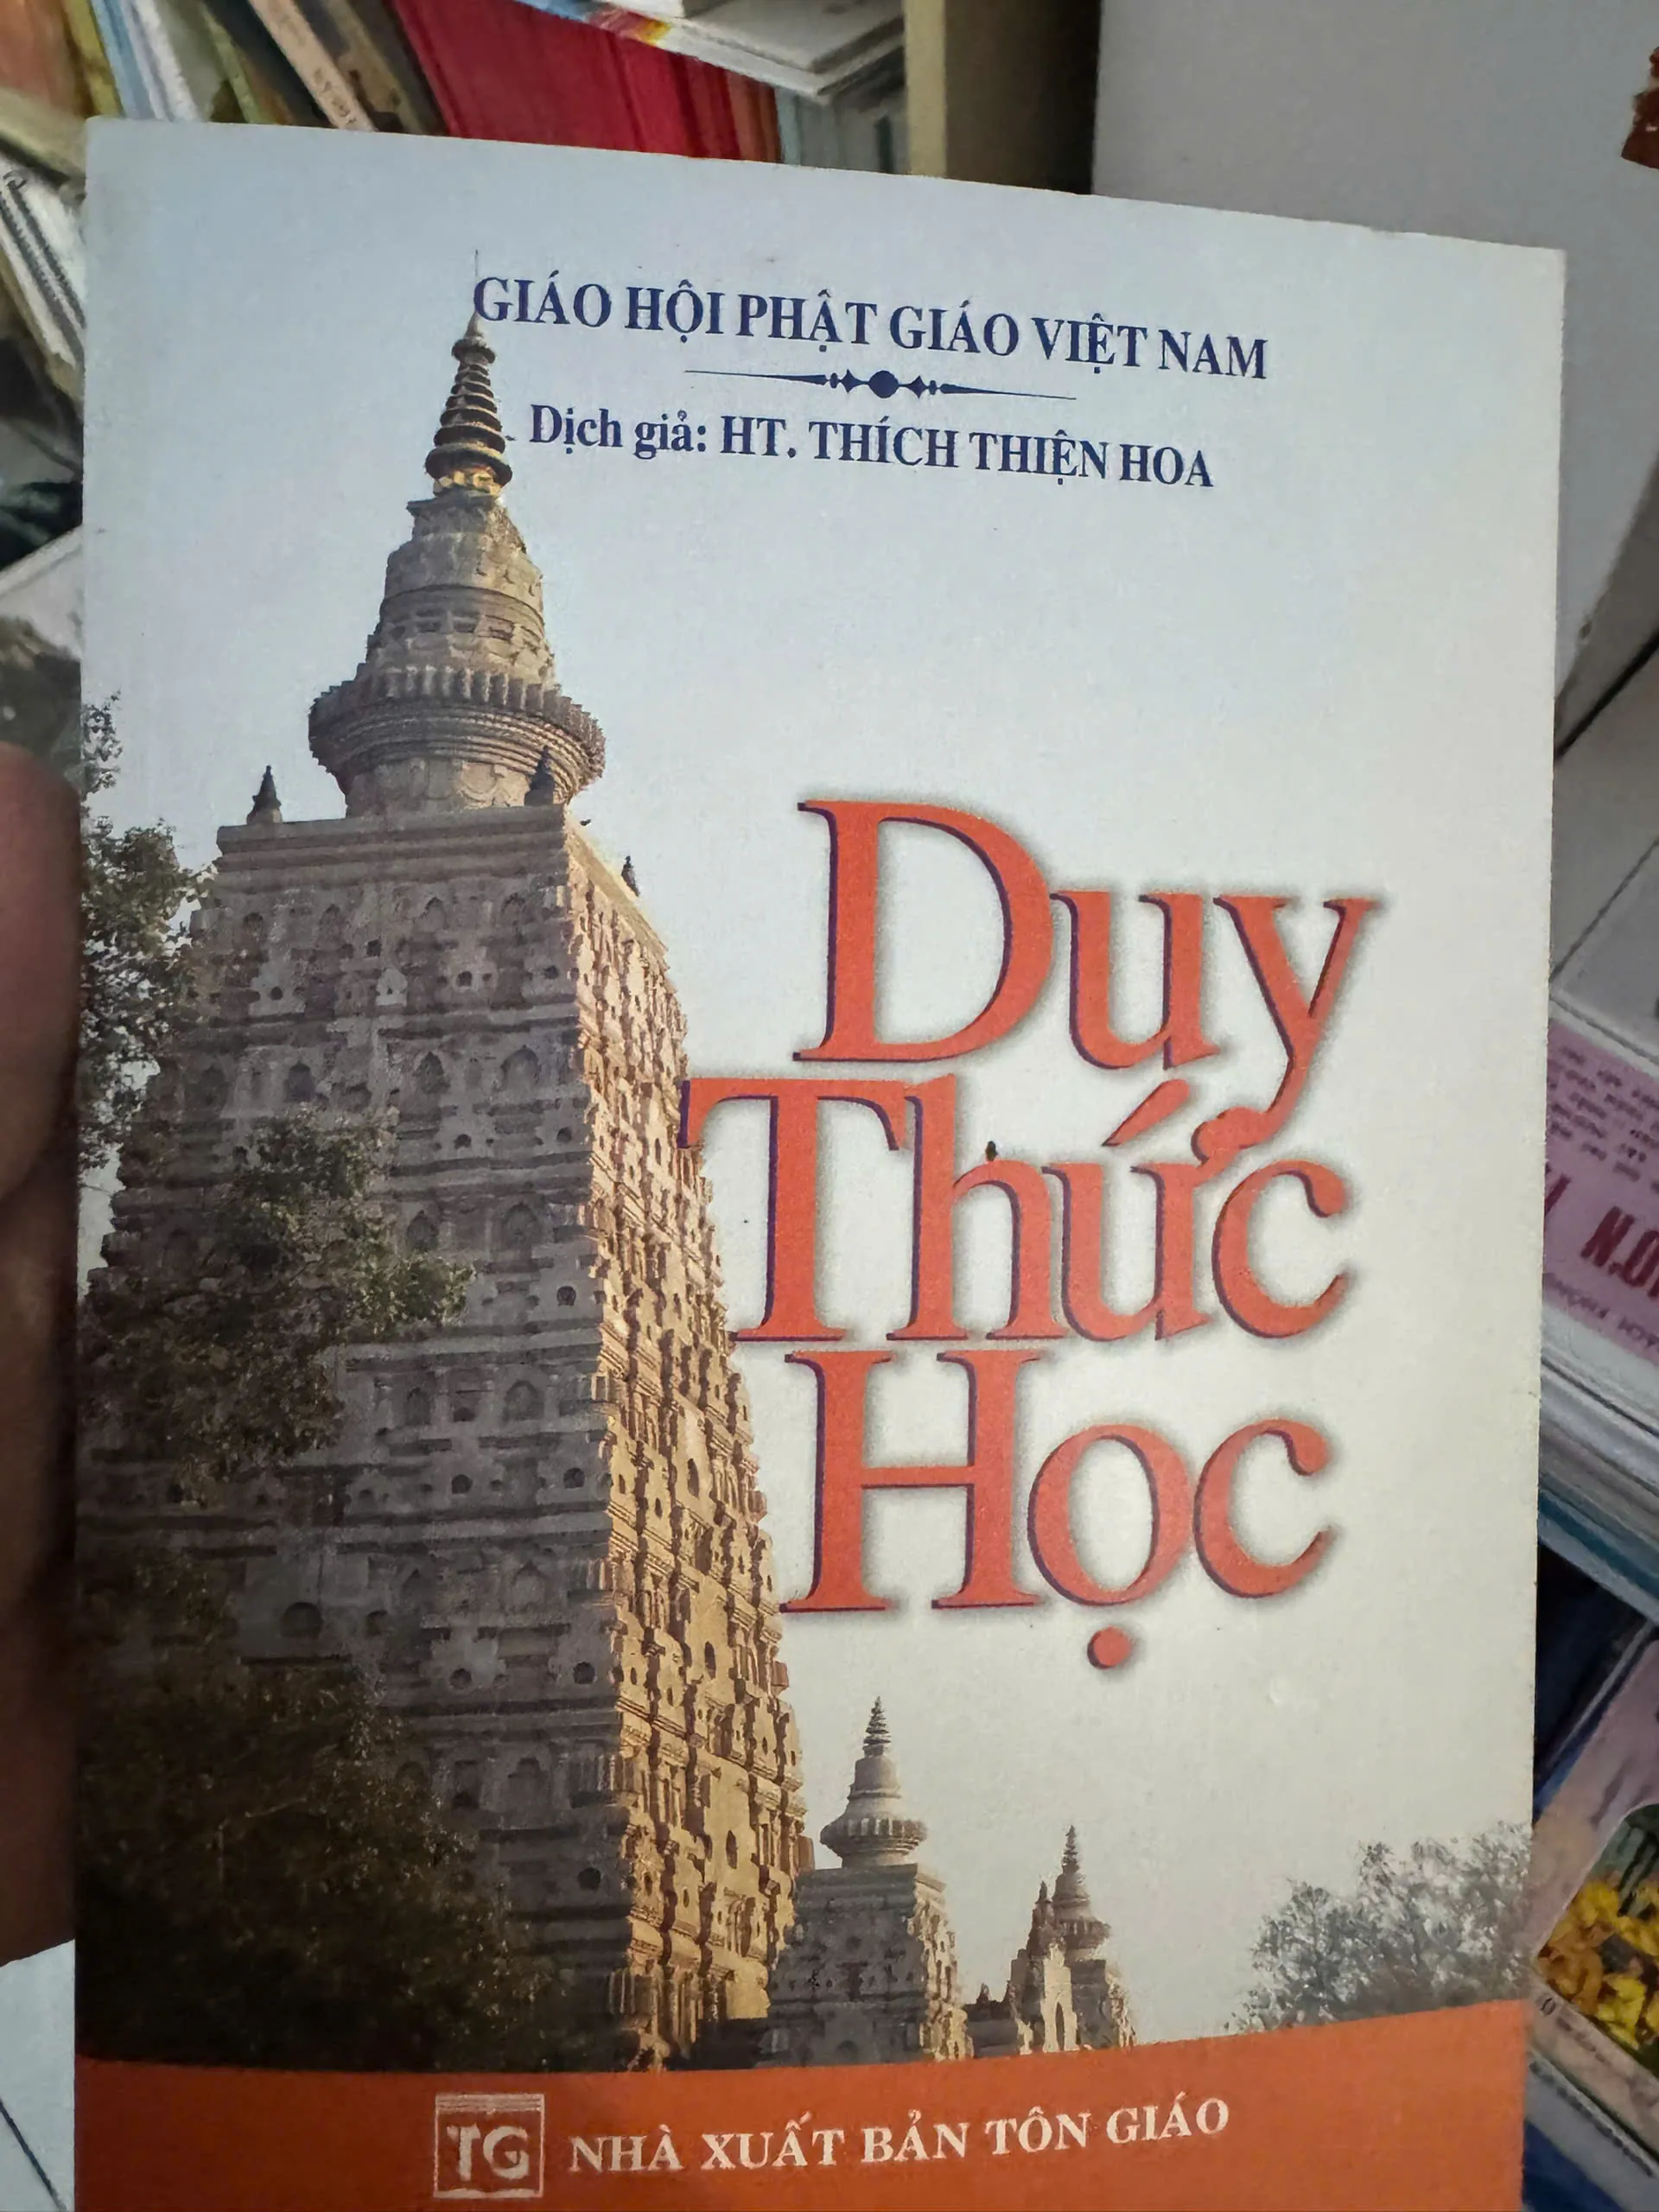 GIÁO HỘI PHẬT GIÁO VIỆT NAM
Dịch giả: HT. THÍCH THIỆN HOA
Duy
Thức
Học
TG NHÀ XUẤT BẢN TÔN GIÁO